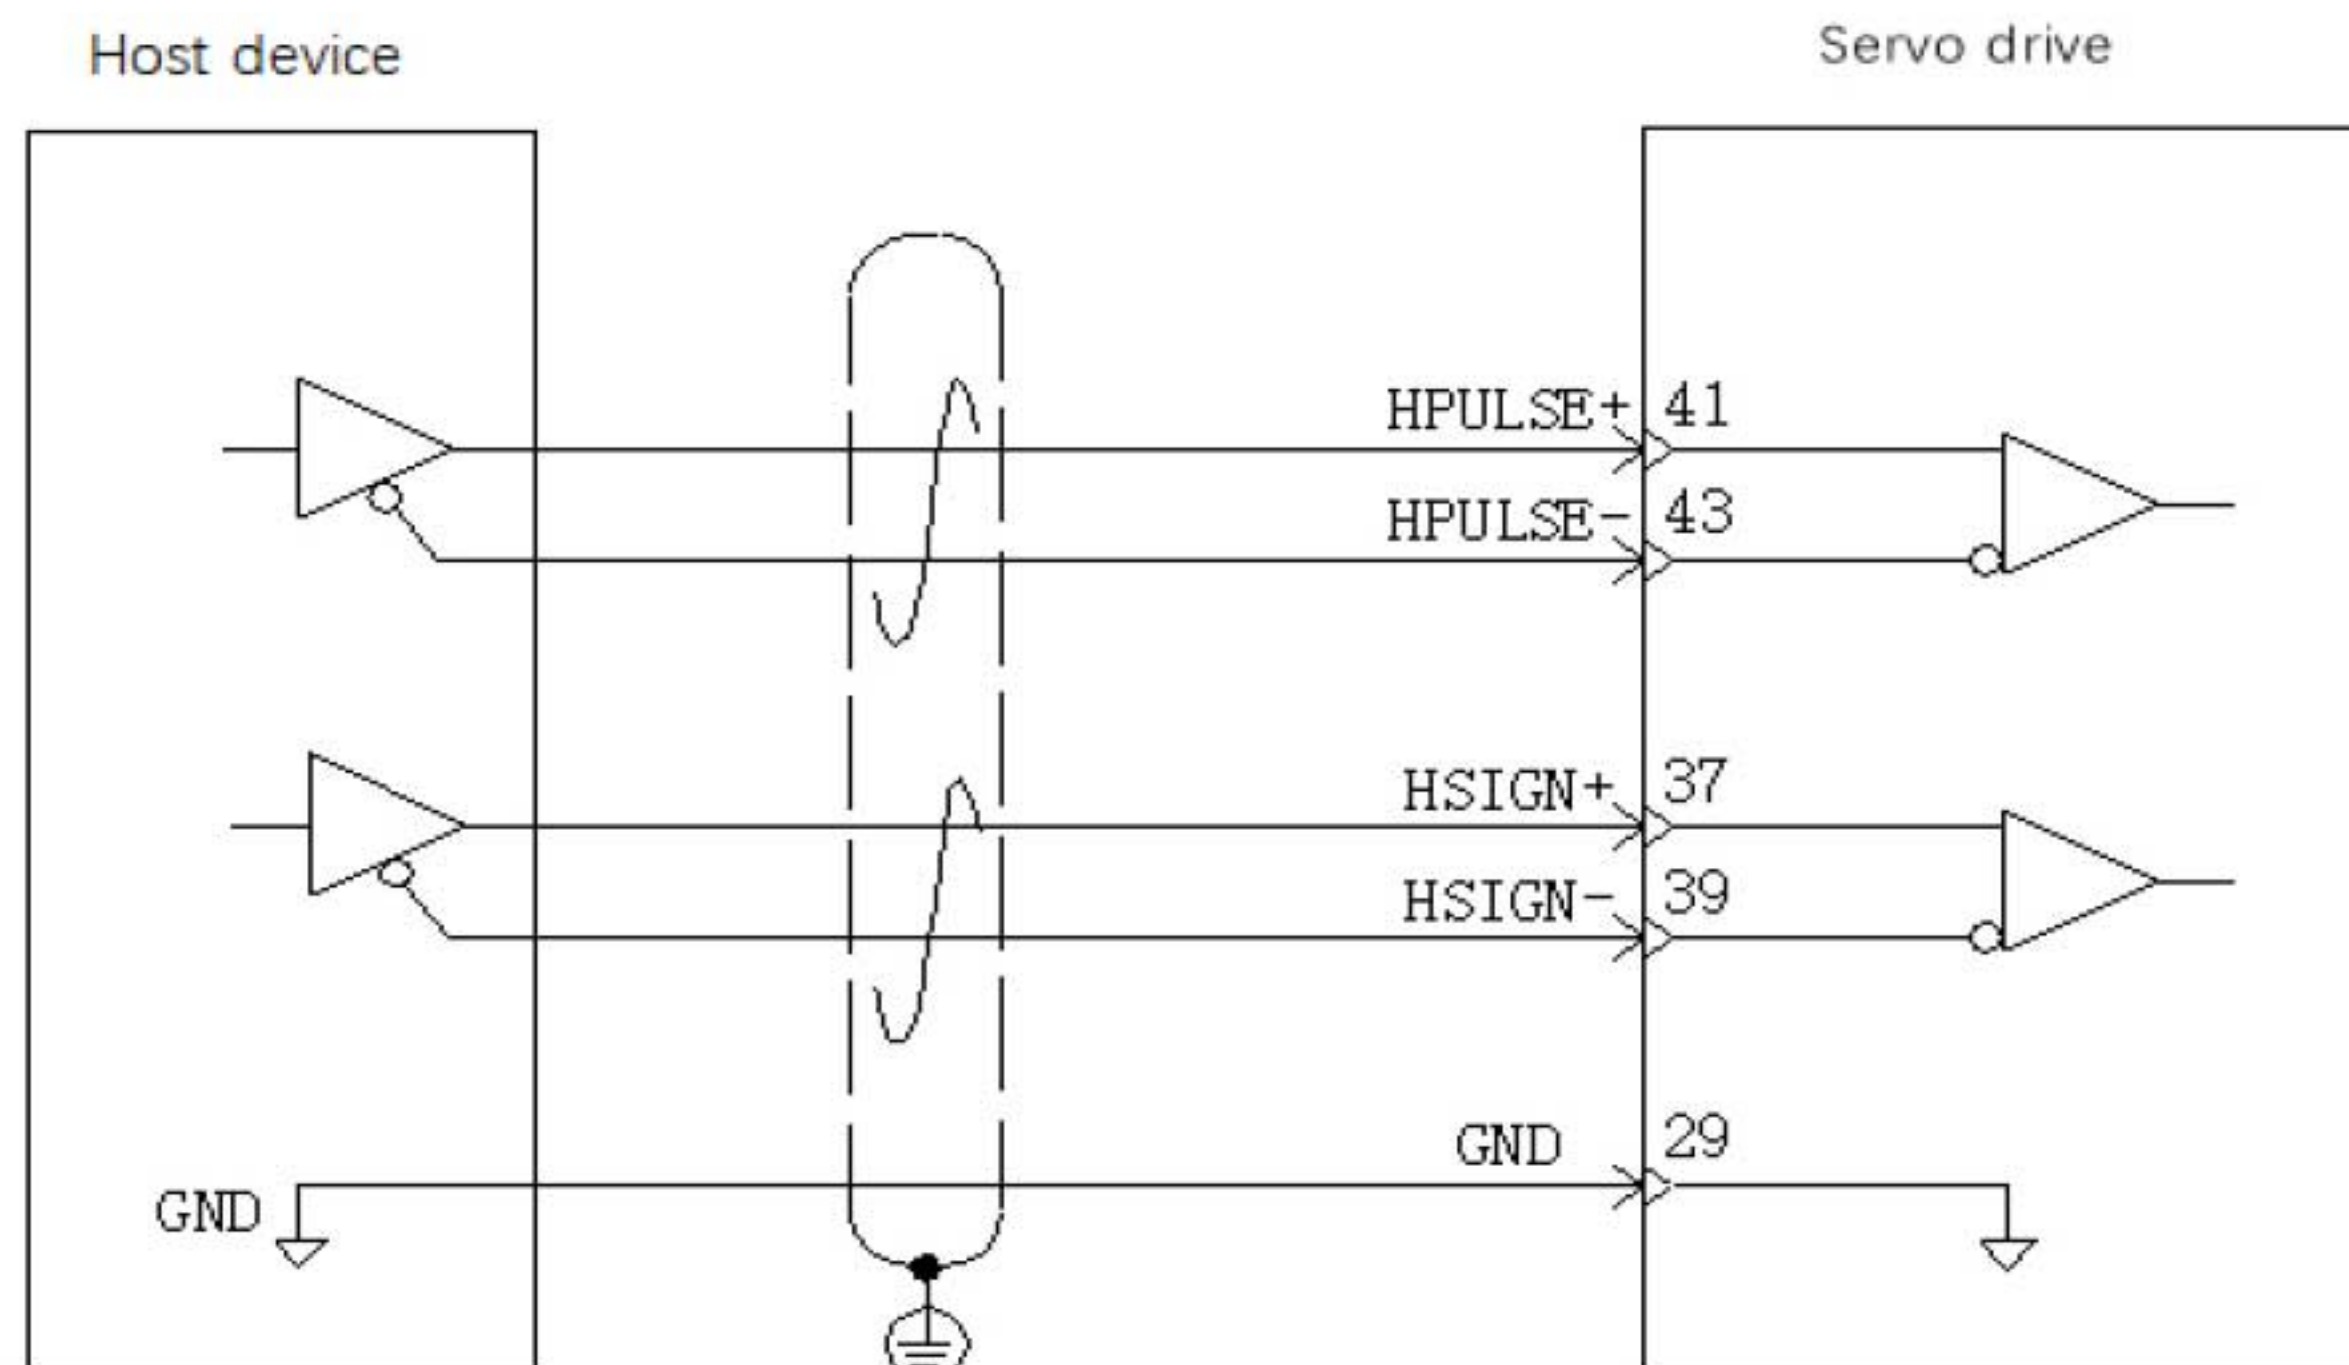 Host device
Servo drive
HPULSE+ 41
HPULSE- 43
HSIGN+ 37
HSIGN- 39
GND 29
GND